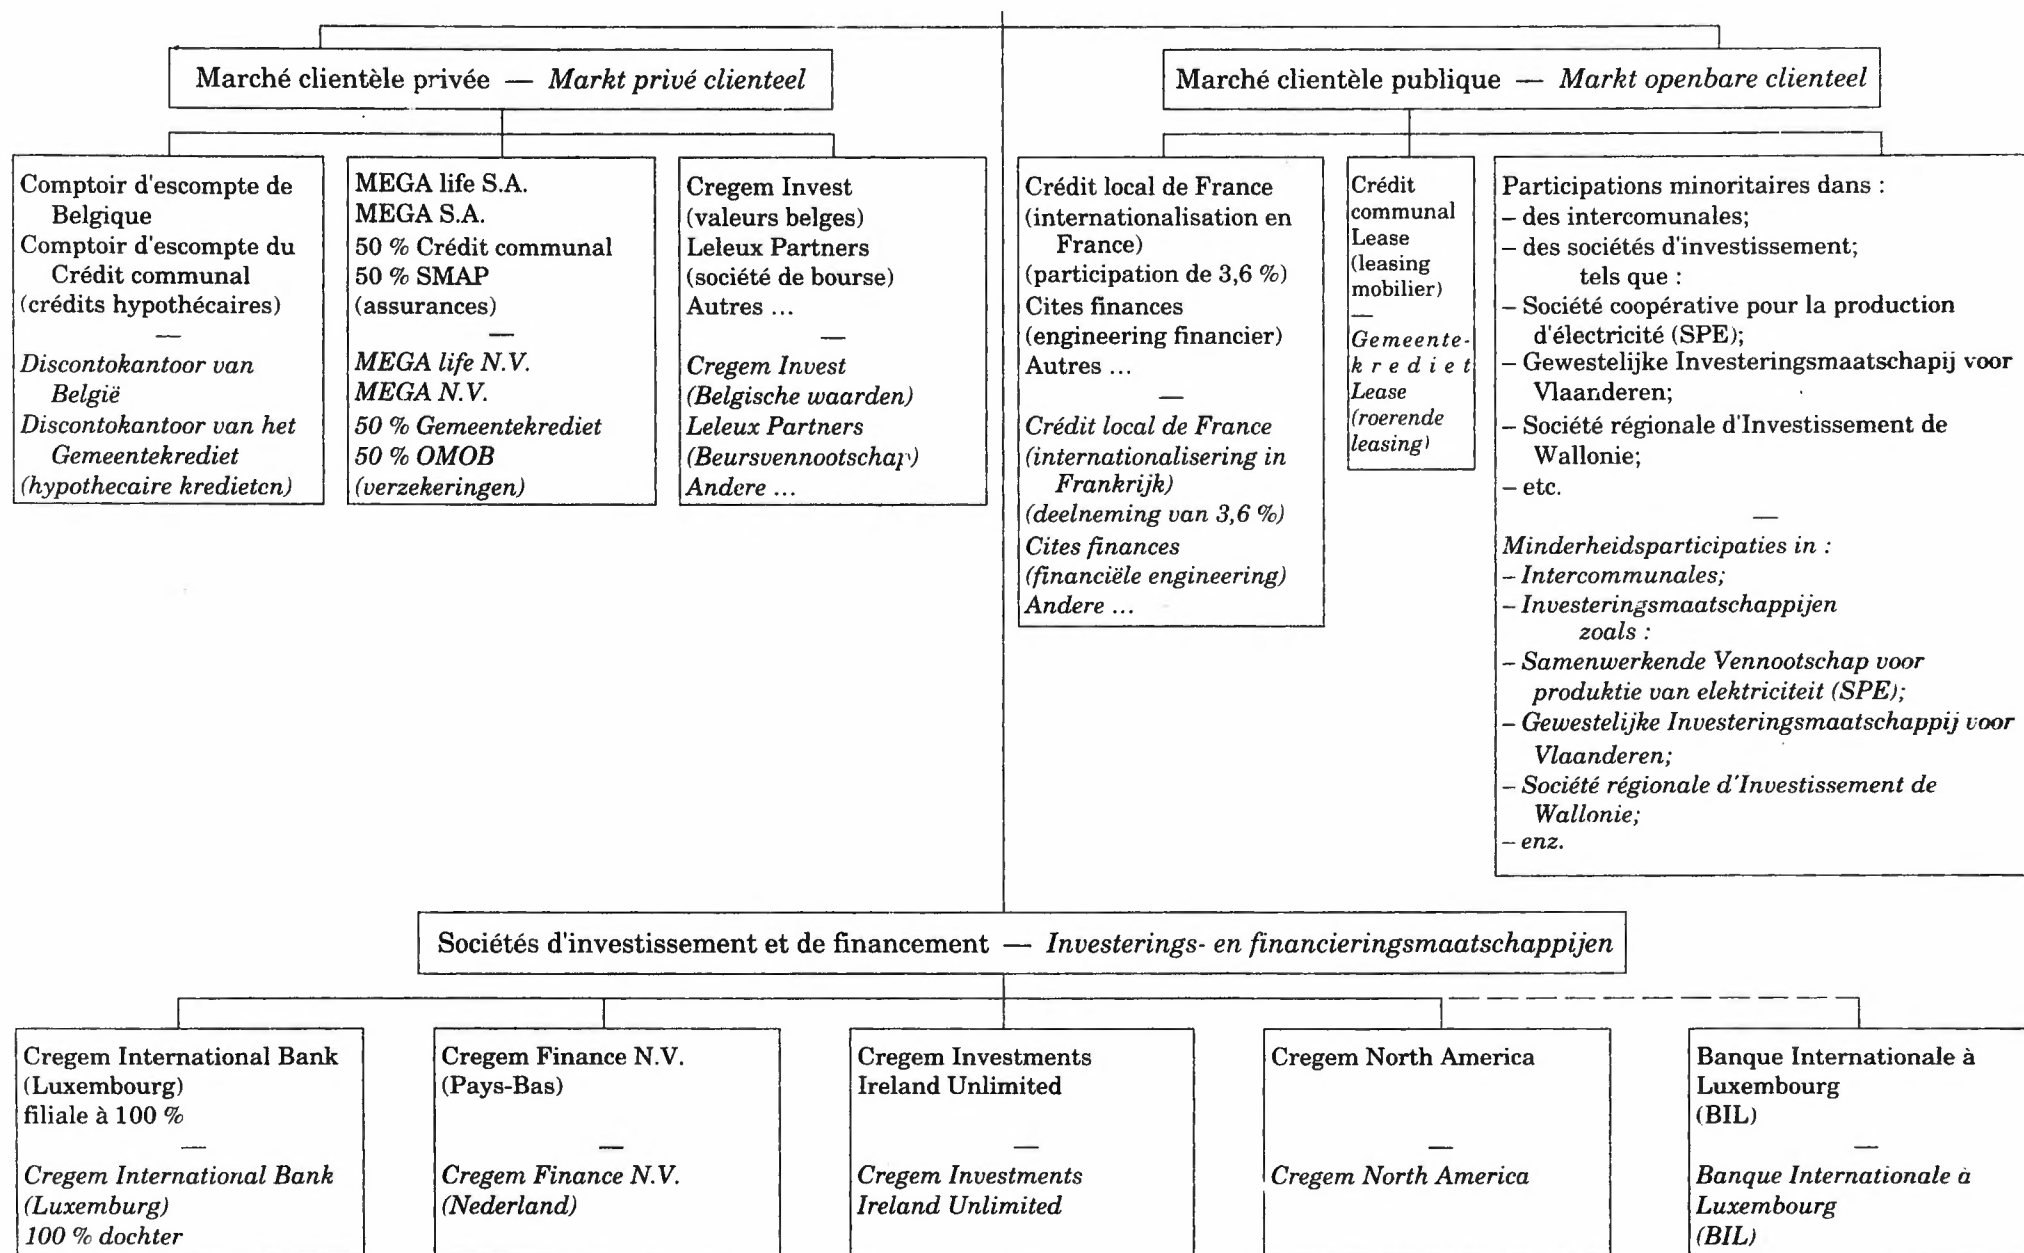 Marché clientèle privée — Markt privé clienteel
Comptoir d'escompte de
Belgique
Comptoir d'escompte du
Crédit communal
(crédits hypothécaires)
—
Discontokantoor van
België
Discontokantoor van het
Gemeentekrediet
(hypothecaire kredieten)
MEGA life S.A.
MEGA S.A.
50 % Crédit communal
50 % SMAP
(assurances)
—
MEGA life N.V.
MEGA N.V.
50 % Gemeentekrediet
50 % OMOB
(verzekeringen)
Cregem Invest
(valeurs belges)
Leleux Partners
(société de bourse)
Autres ...
—
Cregem Invest
(Belgische waarden)
Leleux Partners
(Beursvennootschap)
Andere ...
Marché clientèle publique — Markt openbare clienteel
Crédit local de France
(internationalisation en
France)
(participation de 3,6 %)
Cites finances
(engineering financier)
Autres ...
—
Crédit local de France
(internationalisering in
Frankrijk)
(deelneming van 3,6 %)
Cites finances
(financiële engineering)
Andere ...
Crédit
communal
Lease
(leasing
mobilier)
—
Gemeente-
krediet
Lease
(roerende
leasing)
Participations minoritaires dans :
– des intercomunales;
– des sociétés d'investissement;
tels que :
– Société coopérative pour la production
d'électricité (SPE);
– Gewestelijke Investeringsmaatschapij voor
Vlaanderen;
– Société régionale d'Investissement de
Wallonie;
– etc.
—
Minderheidsparticipaties in :
– Intercommunales;
– Investeringsmaatschappijen
zoals :
– Samenwerkende Vennootschap voor
produktie van elektriciteit (SPE);
– Gewestelijke Investeringsmaatschappij voor
Vlaanderen;
– Société régionale d'Investissement de
Wallonie;
– enz.
Sociétés d'investissement et de financement — Investerings- en financieringsmaatschappijen
Cregem International Bank
(Luxembourg)
filiale à 100 %
—
Cregem International Bank
(Luxemburg)
100 % dochter
Cregem Finance N.V.
(Pays-Bas)
—
Cregem Finance N.V.
(Nederland)
Cregem Investments
Ireland Unlimited
—
Cregem Investments
Ireland Unlimited
Cregem North America
—
Cregem North America
Banque Internationale à
Luxembourg
(BIL)
—
Banque Internationale à
Luxembourg
(BIL)